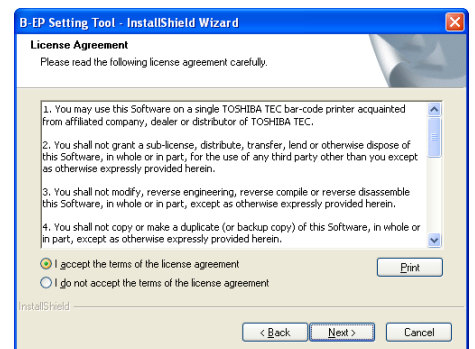 B-EP Setting Tool - InstallShield Wizard
License Agreement
Please read the following license agreement carefully.
1. You may use this Software on a single TOSHIBA TEC bar-code printer acquainted
from affiliated company, dealer or distributor of TOSHIBA TEC.
2. You shall not grant a sub-license, distribute, transfer, lend or otherwise dispose of
this Software, in whole or in part, for the use of any third party other than you except
as otherwise expressly provided herein.
3. You shall not modify, reverse engineering, reverse compile or reverse disassemble
this Software, in whole or in part, except as otherwise expressly provided herein.
4. You shall not copy or make a duplicate (or backup copy) of this Software, in whole or
in part, except as otherwise expressly provided herein.
I accept the terms of the license agreement
Print
I do not accept the terms of the license agreement
InstallShield
< Back Next > Cancel